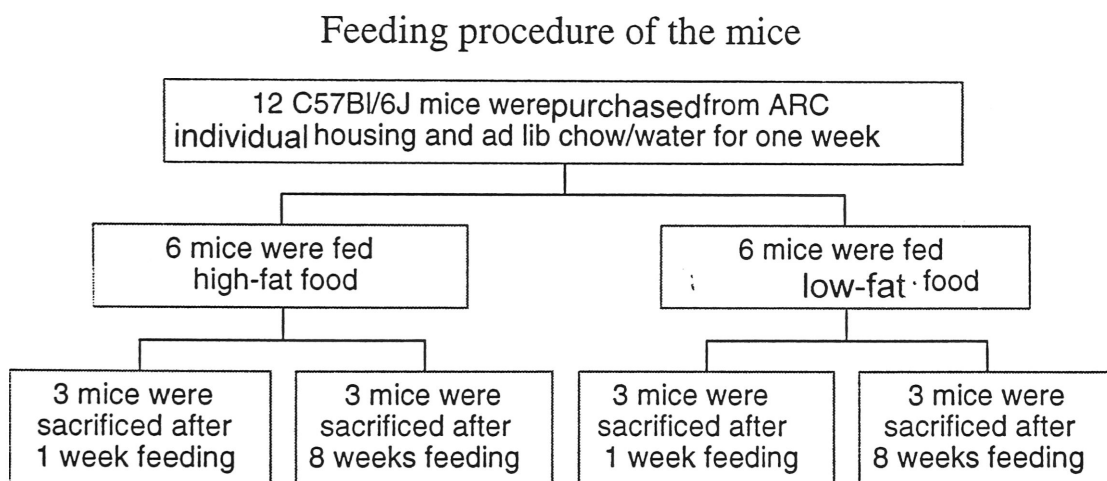 Feeding procedure of the mice
12 C57Bl/6J mice were purchased from ARC
individual housing and ad lib chow/water for one week
6 mice were fed
high-fat food
6 mice were fed
low-fat food
3 mice were
sacrificed after
1 week feeding
3 mice were
sacrificed after
8 weeks feeding
3 mice were
sacrificed after
1 week feeding
3 mice were
sacrificed after
8 weeks feeding